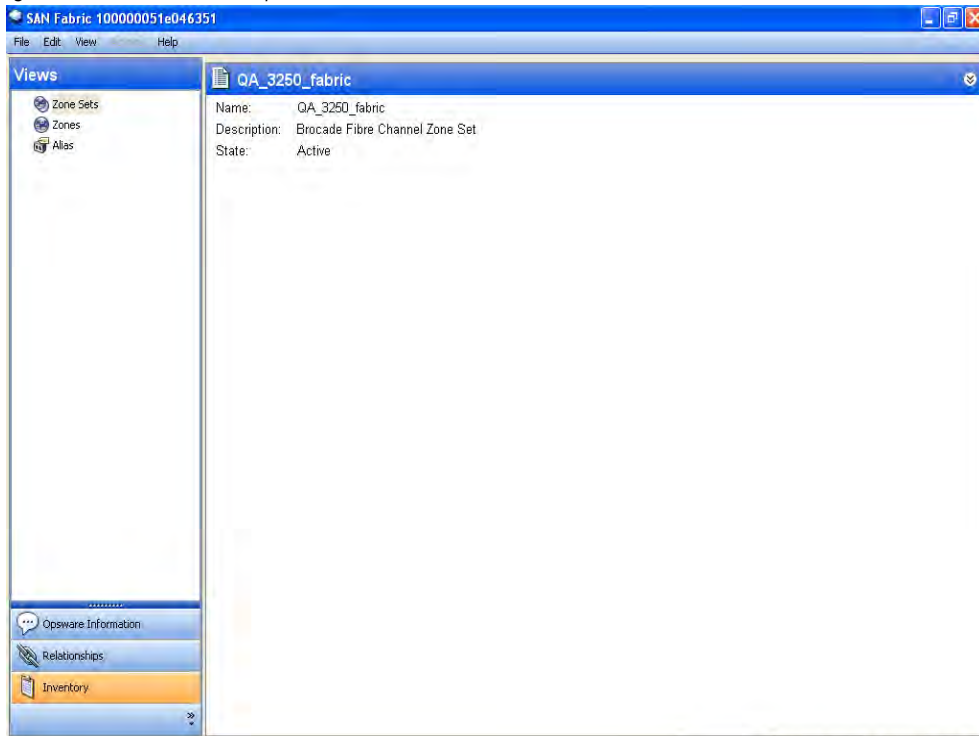 SAN Fabric 100000051e046351
File Edit View Help
Views
Zone Sets
Zones
Alias
QA_3250_fabric
Name: QA_3250_fabric
Description: Brocade Fibre Channel Zone Set
State: Active
Opsware Information
Relationships
Inventory